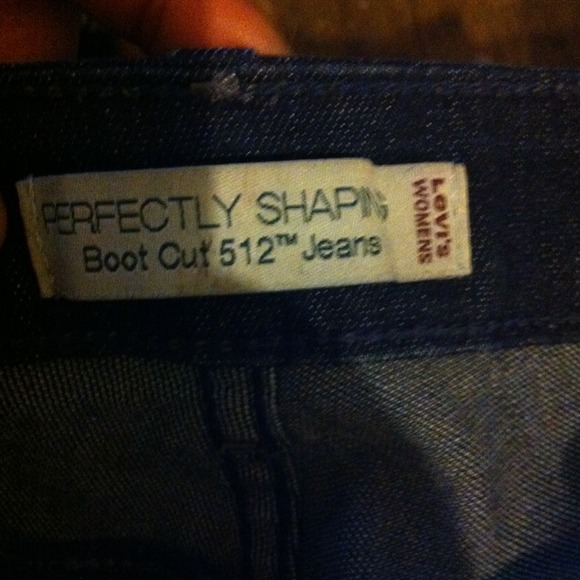 PERFECTLY SHAPIN
Boot Cut 512™ Jeans
Levi's
WOMENS